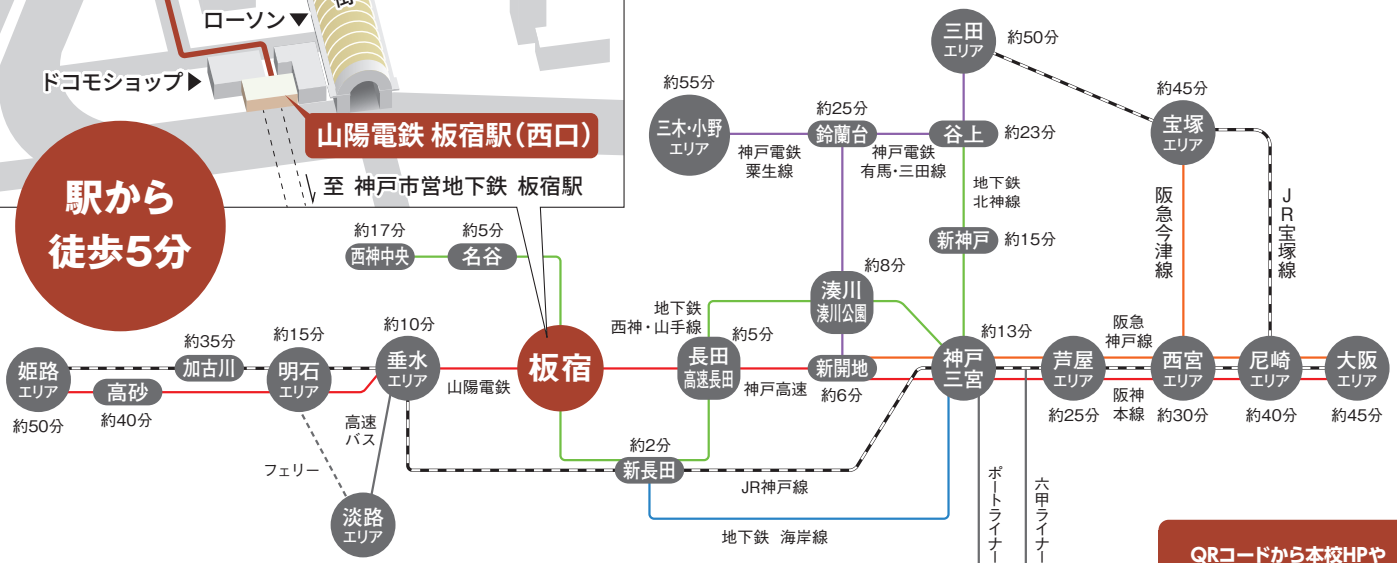 街
ローソン▼
ドコモショップ▶
山陽電鉄 板宿駅(西口)
至 神戸市営地下鉄 板宿駅
駅から
徒歩5分
約17分
西神中央
約5分
名谷
約50分
三田
エリア
約55分
三木・小野
エリア
約25分
鈴蘭台
谷上
約23分
神戸電鉄
粟生線
神戸電鉄
有馬・三田線
約45分
宝塚
エリア
地下鉄
北神線
新神戸
約15分
阪急今津線
JR宝塚線
約8分
湊川
湊川公園
地下鉄
西神・山手線
姫路
エリア
約50分
約35分
加古川
高砂
約40分
約15分
明石
エリア
約10分
垂水
エリア
山陽電鉄
板宿
約5分
長田
高速長田
神戸高速
新開地
約6分
約13分
神戸
三宮
芦屋
エリア
約25分
阪急
神戸線
阪神
本線
西宮
エリア
約30分
尼崎
エリア
約40分
大阪
エリア
約45分
高速
バス
フェリー
淡路
エリア
約2分
新長田
JR神戸線
地下鉄 海岸線
ポートライナー
六甲ライナー
QRコードから本校HPや